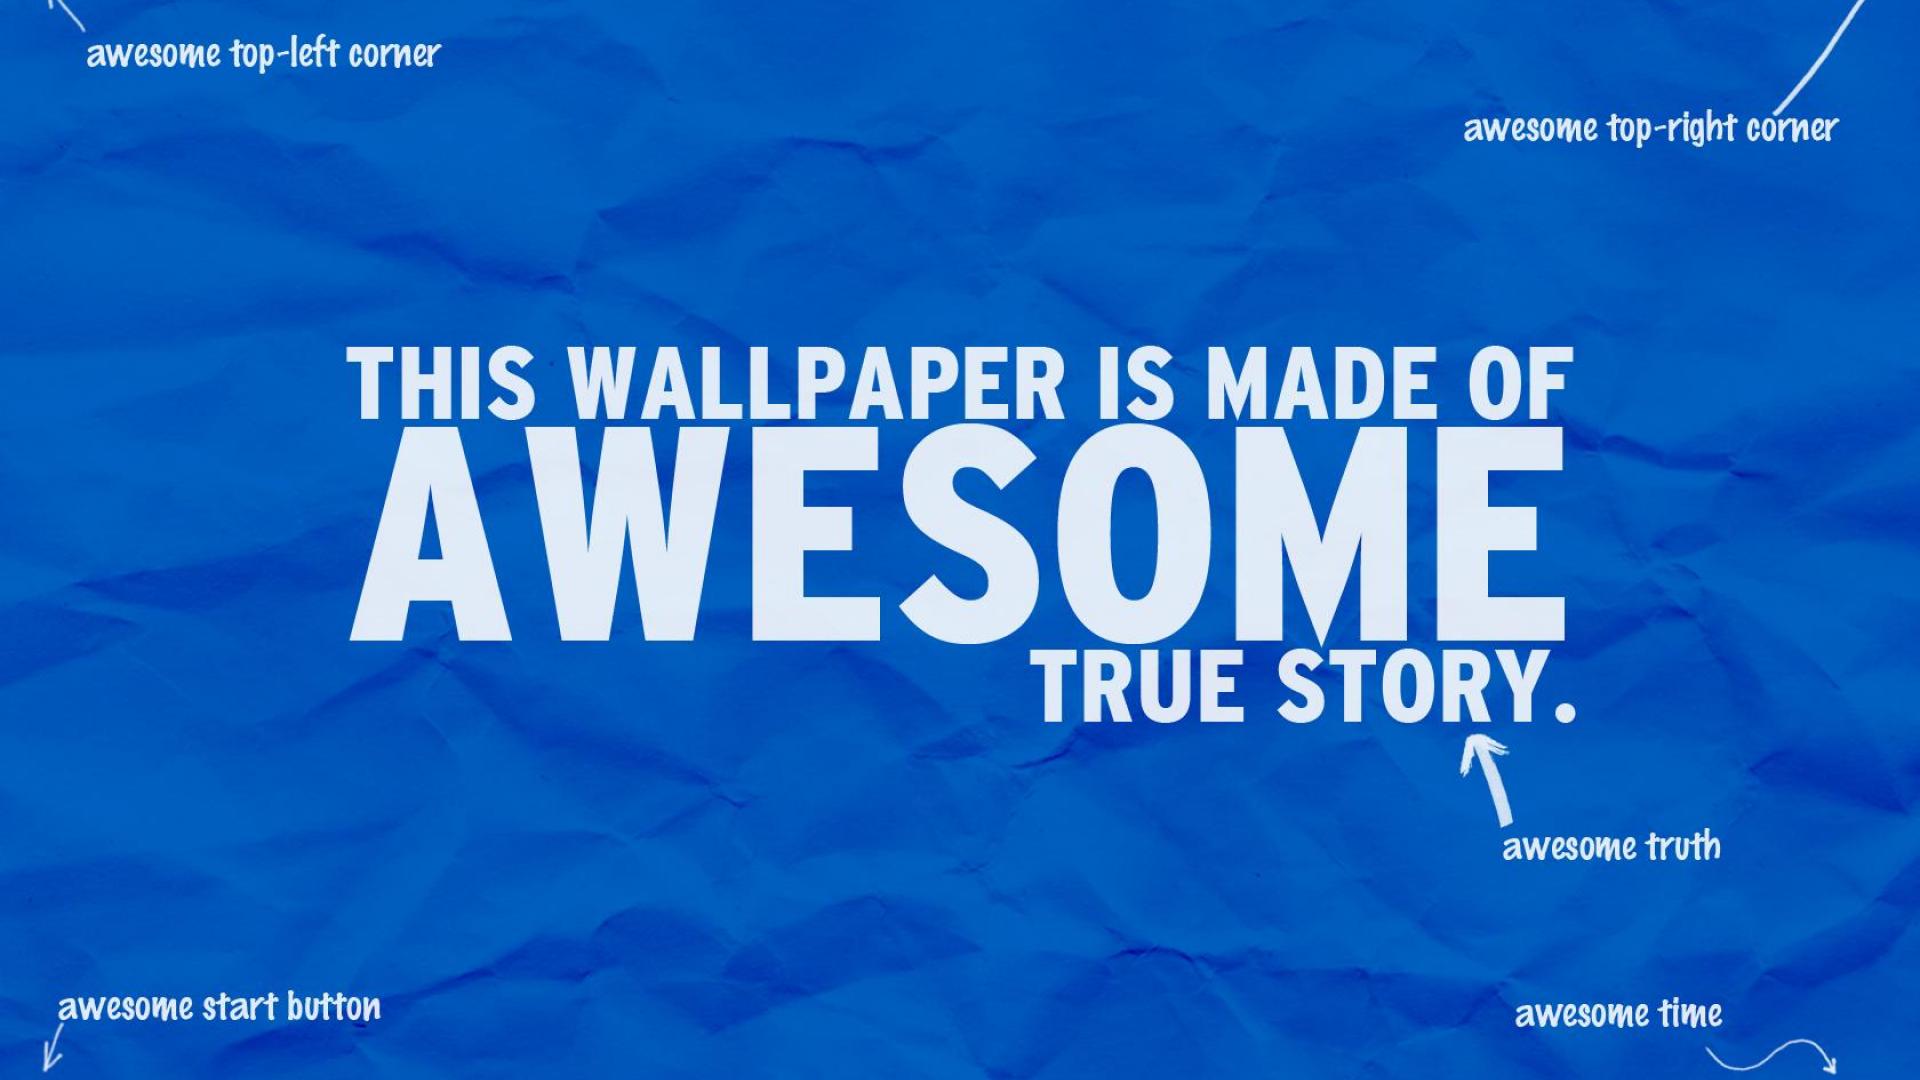 awesome top-left corner
awesome top-right corner
THIS WALLPAPER IS MADE OF
AWESOME
TRUE STORY.
awesome truth
awesome start button
awesome time